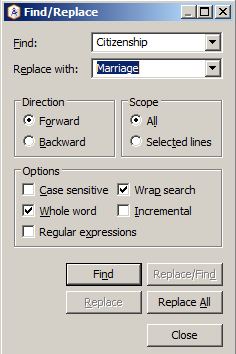 Find/Replace
Find: Citizenship
Replace with: Marriage
Direction Scope
Forward All
Backward Selected lines
Options
Case sensitive Wrap search
Whole word Incremental
Regular expressions
Find Replace/Find
Replace Replace All
Close